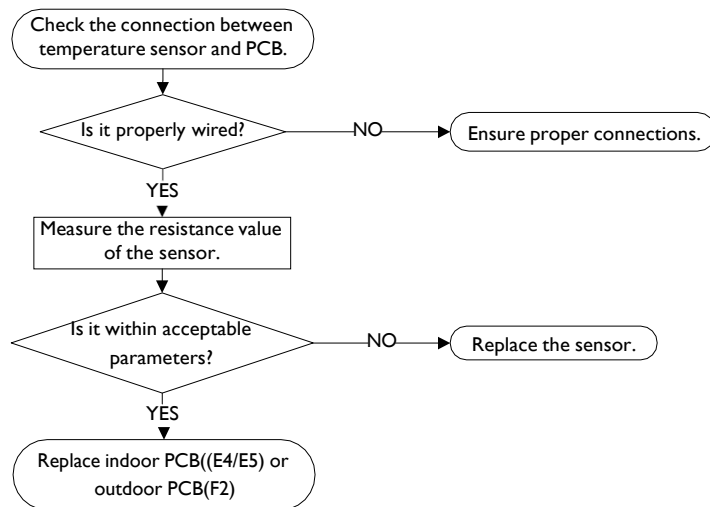 Check the connection between
temperature sensor and PCB.
Is it properly wired?
NO
Ensure proper connections.
YES
Measure the resistance value
of the sensor.
Is it within acceptable
parameters?
NO
Replace the sensor.
YES
Replace indoor PCB((E4/E5) or
outdoor PCB(F2)